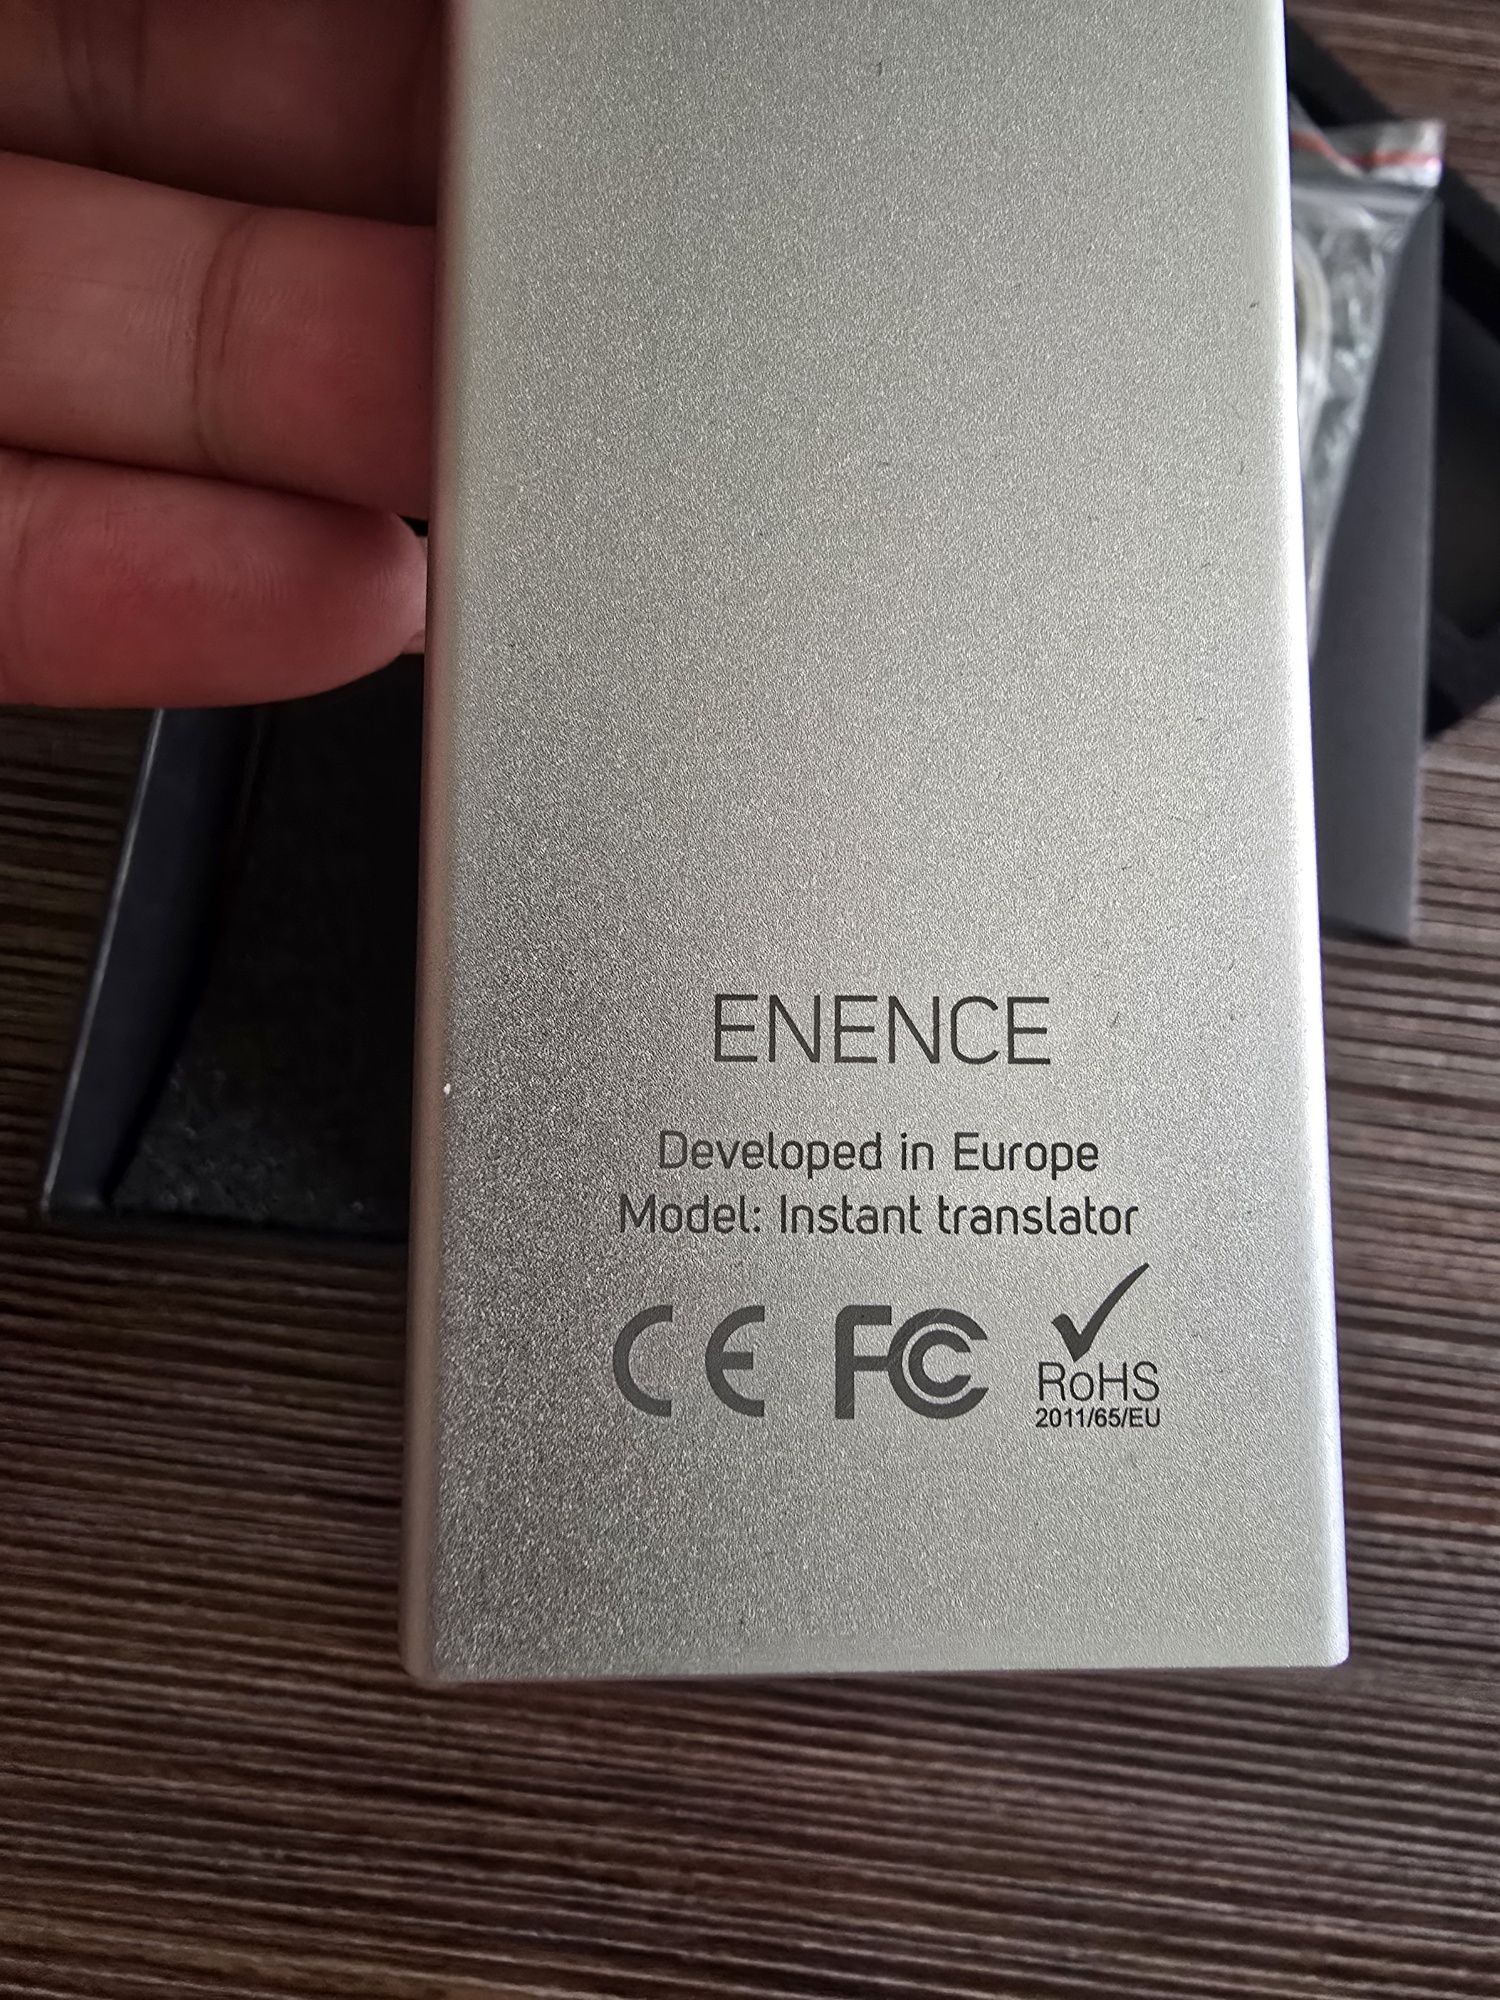 ENENCE
Developed in Europe
Model: Instant translator
CE FC RoHS
2011/65/EU